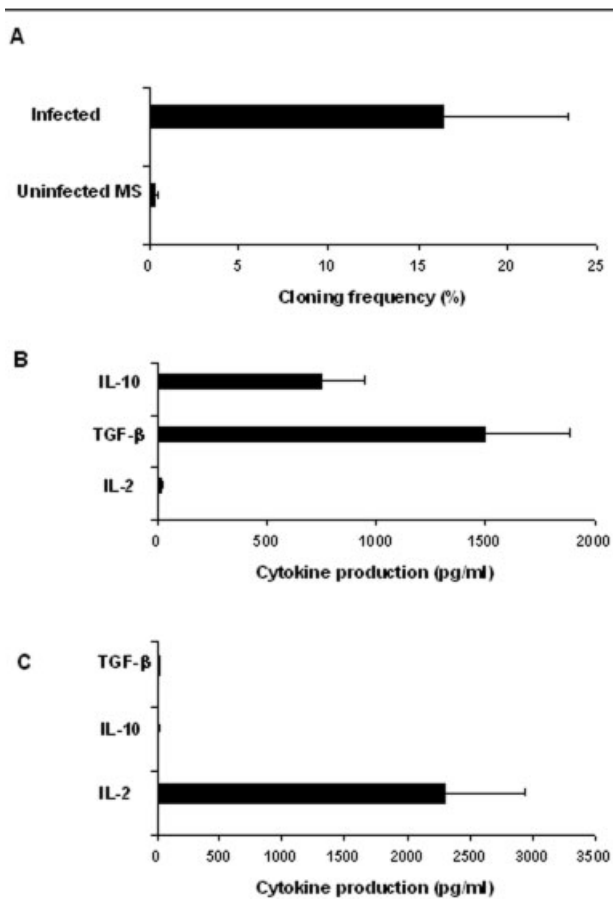 A
Infected
Uninfected MS
0 5 10 15 20 25
Cloning frequency (%)
B
IL-10
TGF-β
IL-2
0 500 1000 1500 2000
Cytokine production (pg/ml)
C
TGF-β
IL-10
IL-2
0 500 1000 1500 2000 2500 3000 3500
Cytokine production (pg/ml)